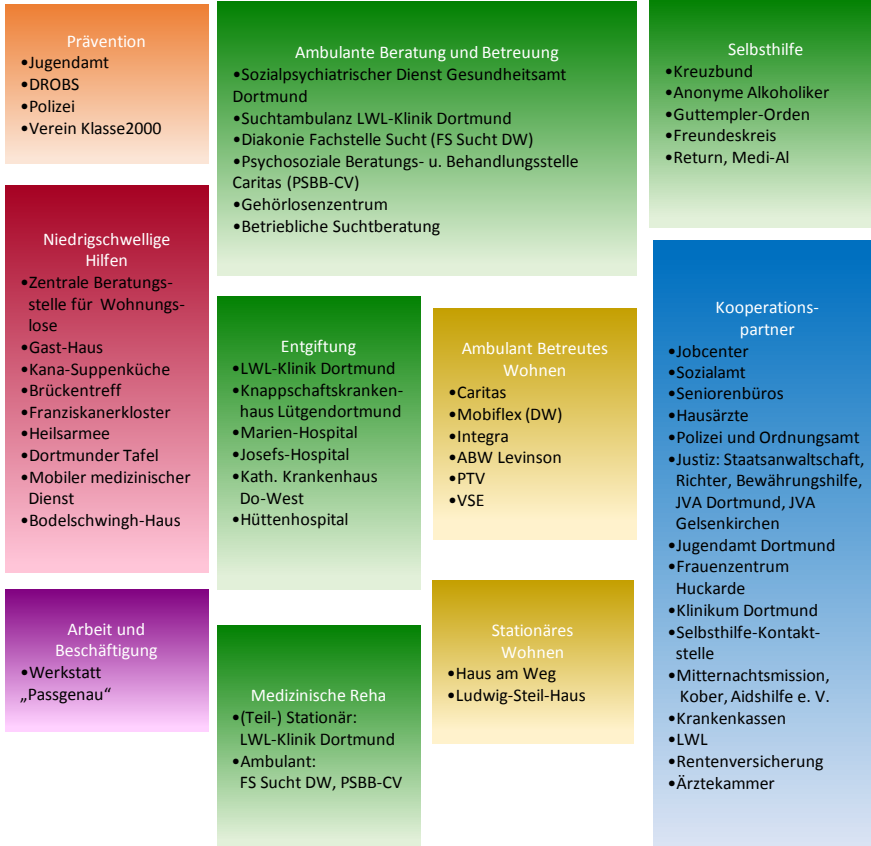 Prävention
•Jugendamt
•DROBS
•Polizei
•Verein Klasse2000
Ambulante Beratung und Betreuung
•Sozialpsychiatrischer Dienst Gesundheitsamt
Dortmund
•Suchtambulanz LWL-Klinik Dortmund
•Diakonie Fachstelle Sucht (FS Sucht DW)
•Psychosoziale Beratungs- u. Behandlungsstelle
Caritas (PSBB-CV)
•Gehörlosenzentrum
•Betriebliche Suchtberatung
Selbsthilfe
•Kreuzbund
•Anonyme Alkoholiker
•Guttempler-Orden
•Freundeskreis
•Return, Medi-Al
Niedrigschwellige
Hilfen
•Zentrale Beratungs-
stelle für Wohnungs-
lose
•Gast-Haus
•Kana-Suppenküche
•Brückentreff
•Franziskanerkloster
•Heilsarmee
•Dortmunder Tafel
•Mobiler medizinischer
Dienst
•Bodelschwingh-Haus
Entgiftung
•LWL-Klinik Dortmund
•Knappschaftskranken-
haus Lütgendortmund
•Marien-Hospital
•Josefs-Hospital
•Kath. Krankenhaus
Do-West
•Hüttenhospital
Ambulant Betreutes
Wohnen
•Caritas
•Mobiflex (DW)
•Integra
•ABW Levinson
•PTV
•VSE
Kooperations-
partner
•Jobcenter
•Sozialamt
•Seniorenbüros
•Hausärzte
•Polizei und Ordnungsamt
•Justiz: Staatsanwaltschaft,
Richter, Bewährungshilfe,
JVA Dortmund, JVA
Gelsenkirchen
•Jugendamt Dortmund
•Frauenzentrum
Huckarde
•Klinikum Dortmund
•Selbsthilfe-Kontakt-
stelle
•Mitternachtsmission,
Kober, Aidshilfe e. V.
•Krankenkassen
•LWL
•Rentenversicherung
•Ärztekammer
Arbeit und
Beschäftigung
•Werkstatt
„Passgenau“
Medizinische Reha
•(Teil-) Stationär:
LWL-Klinik Dortmund
•Ambulant:
FS Sucht DW, PSBB-CV
Stationäres
Wohnen
•Haus am Weg
•Ludwig-Steil-Haus